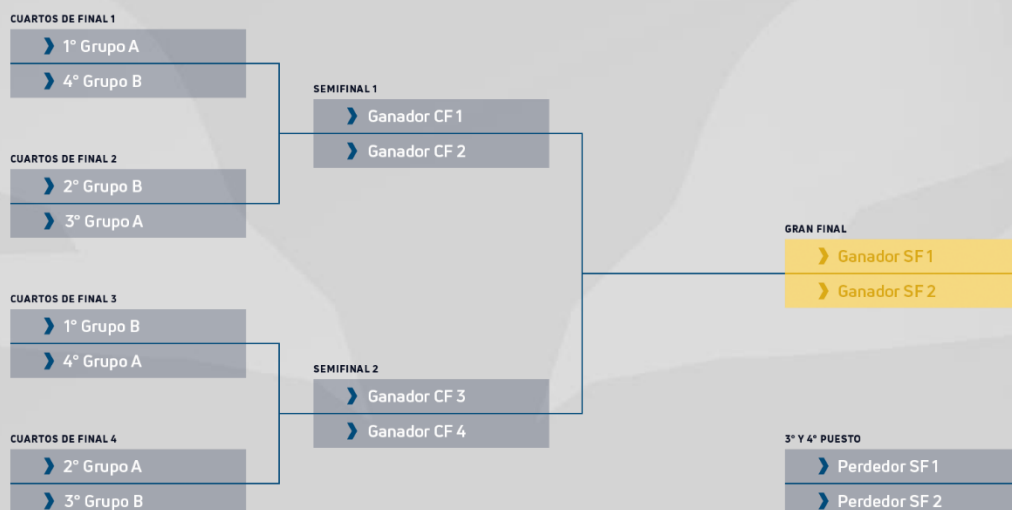 CUARTOS DE FINAL 1
1° Grupo A
4° Grupo B
CUARTOS DE FINAL 2
2° Grupo B
3° Grupo A
CUARTOS DE FINAL 3
1° Grupo B
4° Grupo A
CUARTOS DE FINAL 4
2° Grupo A
3° Grupo B
SEMIFINAL 1
Ganador CF 1
Ganador CF 2
SEMIFINAL 2
Ganador CF 3
Ganador CF 4
GRAN FINAL
Ganador SF 1
Ganador SF 2
3° Y 4° PUESTO
Perdedor SF 1
Perdedor SF 2